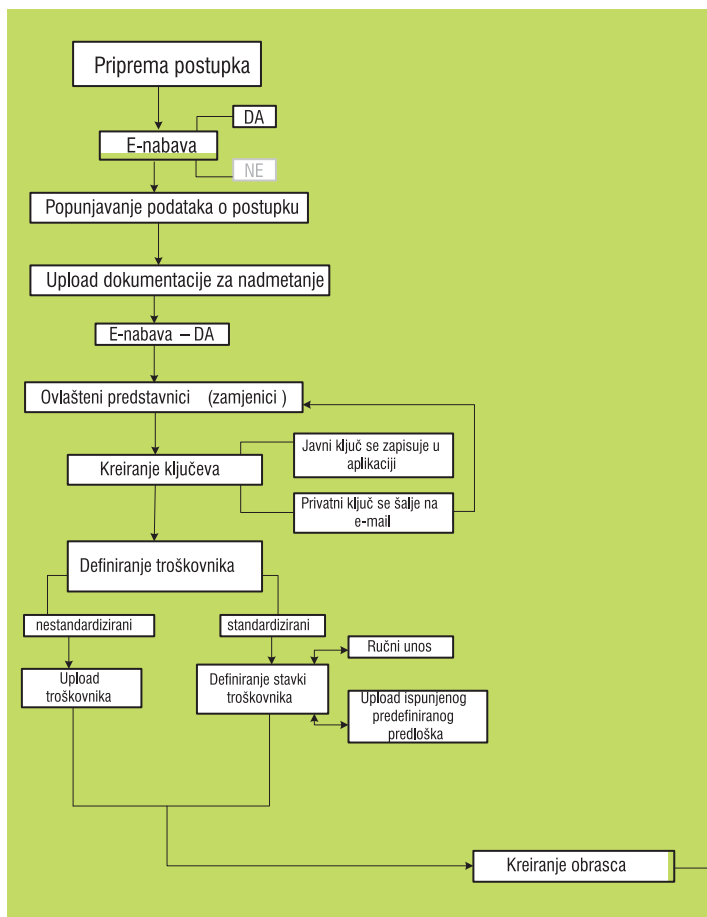 Priprema postupka
DA
E-nabava
NE
Popunjavanje podataka o postupku
Upload dokumentacije za nadmetanje
E-nabava – DA
Ovlašteni predstavnici (zamjenici )
Javni ključ se zapisuje u
aplikaciji
Kreiranje ključeva
Privatni ključ se šalje na
e-mail
Definiranje troškovnika
nestandardizirani
standardizirani
Ručni unos
Upload
troškovnika
Definiranje stavki
troškovnika
Upload ispunjenog
predefiniranog
predloška
Kreiranje obrasca